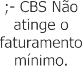 ;- CBS Não
atinge o
faturamento
mínimo.